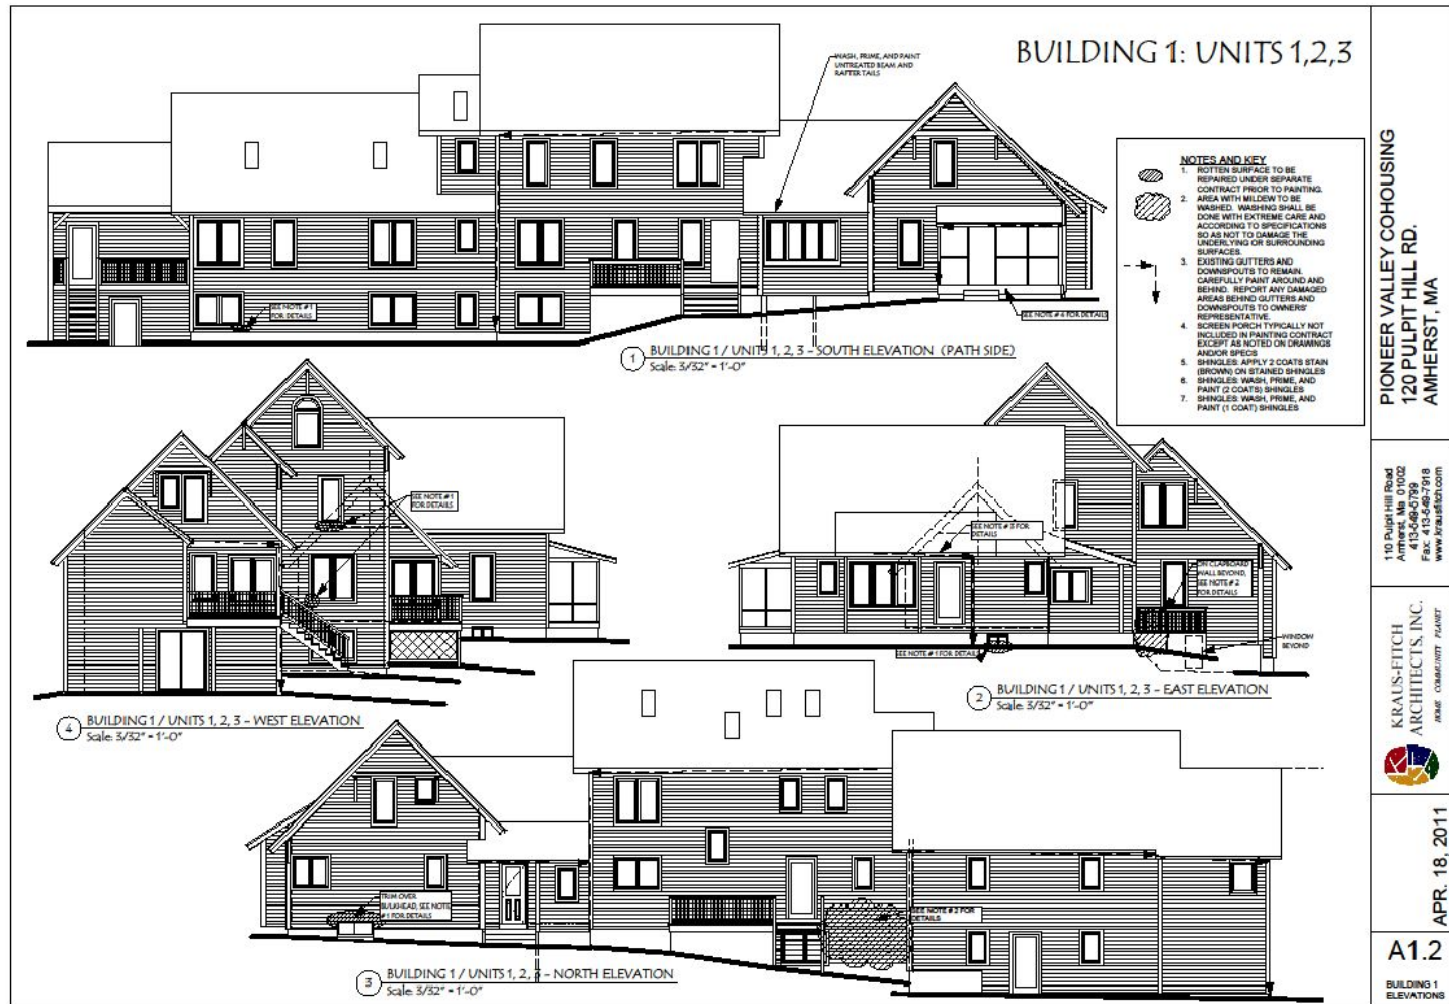 BUILDING 1: UNITS 1,2,3
WASH, PRIME, AND PAINT
UNTREATED BEAM AND
RAFTER TAILS
SEE NOTE #1
FOR DETAILS
SEE NOTE # 4 FOR DETAILS
1
BUILDING 1 / UNITS 1, 2, 3 - SOUTH ELEVATION (PATH SIDE)
Scale: 3/32" = 1'-0"
NOTES AND KEY
1. ROTTEN SURFACE TO BE
REPAIRED UNDER SEPARATE
CONTRACT PRIOR TO PAINTING.
2. AREA WITH MILDEW TO BE
WASHED. WASHING SHALL BE
DONE WITH EXTREME CARE AND
ACCORDING TO SPECIFICATIONS
SO AS NOT TO DAMAGE THE
UNDERLYING OR SURROUNDING
SURFACES.
3. EXISTING GUTTERS AND
DOWNSPOUTS TO REMAIN.
CAREFULLY PAINT AROUND AND
BEHIND. REPORT ANY DAMAGED
AREAS BEHIND GUTTERS AND
DOWNSPOUTS TO OWNERS'
REPRESENTATIVE.
4. SCREEN PORCH TYPICALLY NOT
INCLUDED IN PAINTING CONTRACT
EXCEPT AS NOTED ON DRAWINGS
AND/OR SPECS
5. SHINGLES: APPLY 2 COATS STAIN
(BROWN) ON STAINED SHINGLES
6. SHINGLES: WASH, PRIME, AND
PAINT (2 COATS) SHINGLES
7. SHINGLES: WASH, PRIME, AND
PAINT (1 COAT) SHINGLES
SEE NOTE #1
FOR DETAILS
4
BUILDING 1 / UNITS 1, 2, 3 - WEST ELEVATION
Scale: 3/32" = 1'-0"
SEE NOTE # FOR
DETAILS
ON CLAPBOARD
WALL BEYOND,
SEE NOTE # 2
FOR DETAILS
SEE NOTE # 1 FOR DETAILS
WINDOW
BEYOND
2
BUILDING 1 / UNITS 1, 2, 3 - EAST ELEVATION
Scale: 3/32" = 1'-0"
TRIM OVER
BULKHEAD, SEE NOTE
#1 FOR DETAILS
SEE NOTE # 2 FOR
DETAILS
3
BUILDING 1 / UNITS 1, 2, 3 - NORTH ELEVATION
Scale: 3/32" = 1'-0"
PIONEER VALLEY COHOUSING
120 PULPIT HILL RD.
AMHERST, MA
110 Pulpit Hill Road
Amherst, Ma 01002
413-549-5799
Fax: 413-549-7918
www.krausfitch.com
KRAUS-FITCH
ARCHITECTS, INC.
HOME COMMUNITY PLANET
APR. 18, 2011
A1.2
BUILDING 1
ELEVATIONS